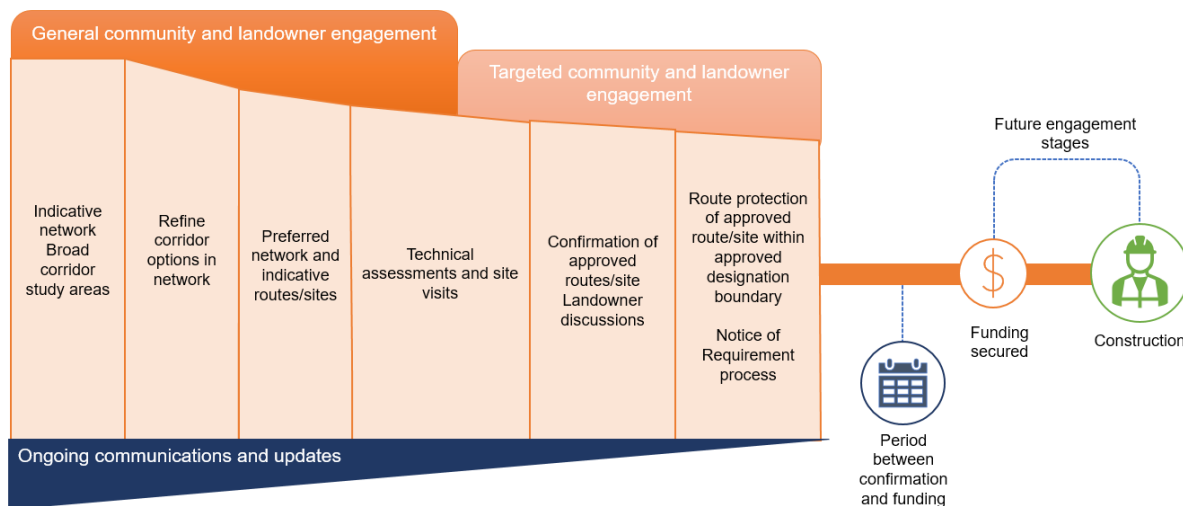 General community and landowner engagement
Targeted community and landowner
engagement
Indicative
network
Broad
corridor
study areas
Refine
corridor
options in
network
Preferred
network and
indicative
routes/sites
Technical
assessments and site
visits
Confirmation of
approved
routes/site
Landowner
discussions
Route protection
of approved
route/site within
approved
designation
boundary
Notice of
Requirement
process
Future engagement
stages
$
Funding
secured
Construction
Period
between
confirmation
and funding
Ongoing communications and updates